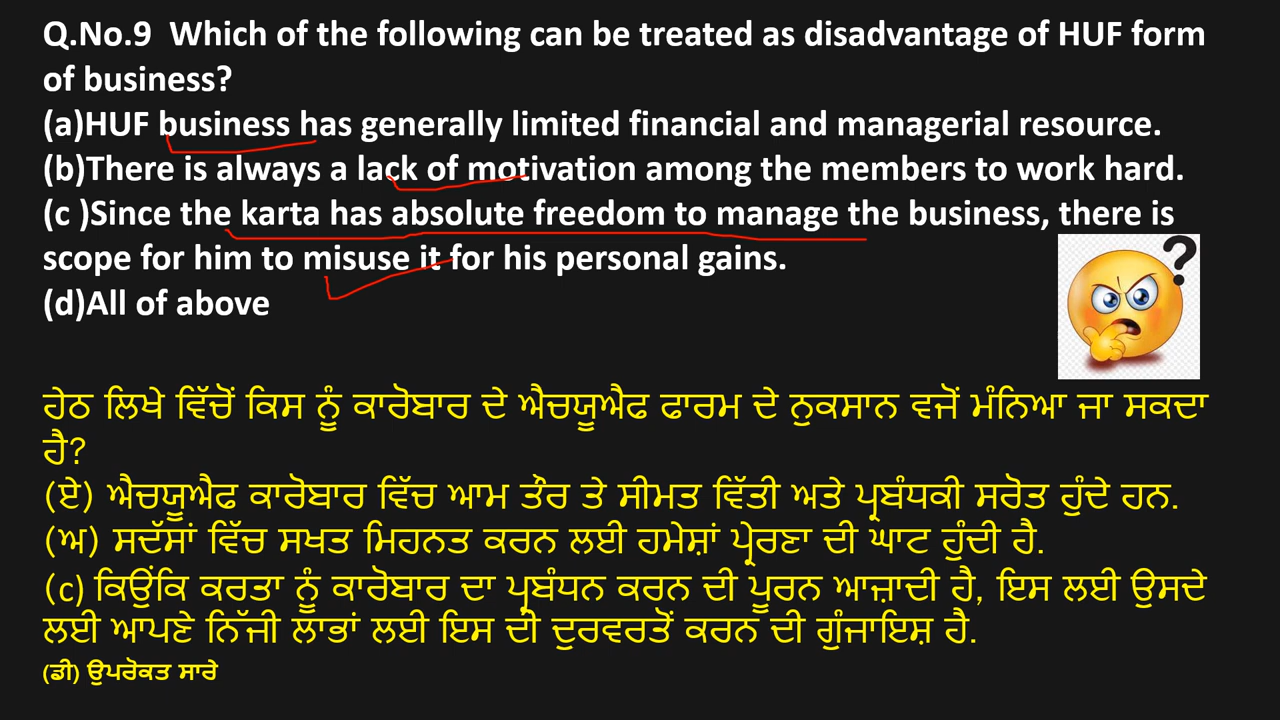 Q.No.9 Which of the following can be treated as disadvantage of HUF form
of business?
(a)HUF business has generally limited financial and managerial resource.
(b)There is always a lack of motivation among the members to work hard.
(c )Since the karta has absolute freedom to manage the business, there is
scope for him to misuse it for his personal gains.
(d)All of above
?
ਹੇਠ ਲਿਖੇ ਵਿੱਚੋਂ ਕਿਸ ਨੂੰ ਕਾਰੋਬਾਰ ਦੇ ਐਚਯੂਐਫ ਫਾਰਮ ਦੇ ਨੁਕਸਾਨ ਵਜੋਂ ਮੰਨਿਆ ਜਾ ਸਕਦਾ
ਹੈ?
(ਏ) ਐਚਯੂਐਫ ਕਾਰੋਬਾਰ ਵਿੱਚ ਆਮ ਤੌਰ ਤੇ ਸੀਮਤ ਵਿੱਤੀ ਅਤੇ ਪ੍ਰਬੰਧਕੀ ਸਰੋਤ ਹੁੰਦੇ ਹਨ.
(ਅ) ਸਦੱਸਾਂ ਵਿੱਚ ਸਖਤ ਮਿਹਨਤ ਕਰਨ ਲਈ ਹਮੇਸ਼ਾਂ ਪ੍ਰੇਰਣਾ ਦੀ ਘਾਟ ਹੁੰਦੀ ਹੈ.
(c) ਕਿਉਂਕਿ ਕਰਤਾ ਨੂੰ ਕਾਰੋਬਾਰ ਦਾ ਪ੍ਰਬੰਧਨ ਕਰਨ ਦੀ ਪੂਰਨ ਆਜ਼ਾਦੀ ਹੈ, ਇਸ ਲਈ ਉਸਦੇ
ਲਈ ਆਪਣੇ ਨਿੱਜੀ ਲਾਭਾਂ ਲਈ ਇਸ ਦੀ ਦੁਰਵਰਤੋਂ ਕਰਨ ਦੀ ਗੁੰਜਾਇਸ਼ ਹੈ.
(ਡੀ) ਉਪਰੋਕਤ ਸਾਰੇ